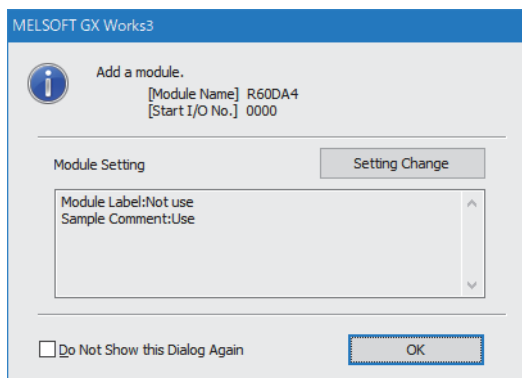 MELSOFT GX Works3
Add a module.
[Module Name] R60DA4
[Start I/O No.] 0000
Module Setting
Setting Change
Module Label:Not use
Sample Comment:Use
Do Not Show this Dialog Again
OK